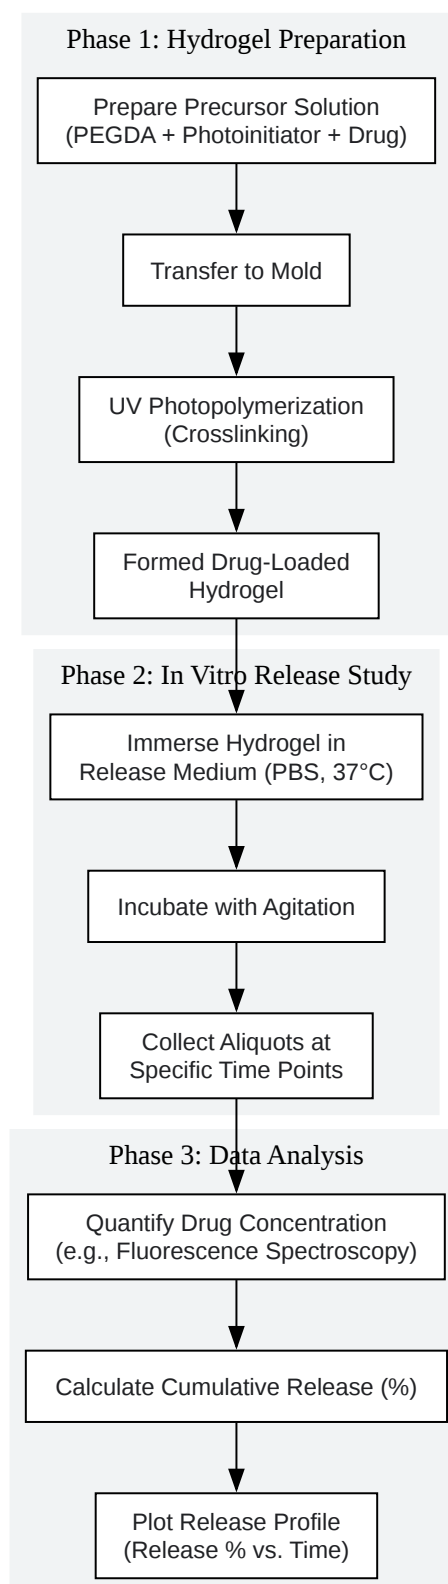 Phase 1: Hydrogel Preparation
Prepare Precursor Solution
(PEGDA + Photoinitiator + Drug)
Transfer to Mold
UV Photopolymerization
(Crosslinking)
Formed Drug-Loaded
Hydrogel
Phase 2: In Vitro Release Study
Immerse Hydrogel in
Release Medium (PBS, 37°C)
Incubate with Agitation
Collect Aliquots at
Specific Time Points
Phase 3: Data Analysis
Quantify Drug Concentration
(e.g., Fluorescence Spectroscopy)
Calculate Cumulative Release (%)
Plot Release Profile
(Release % vs. Time)